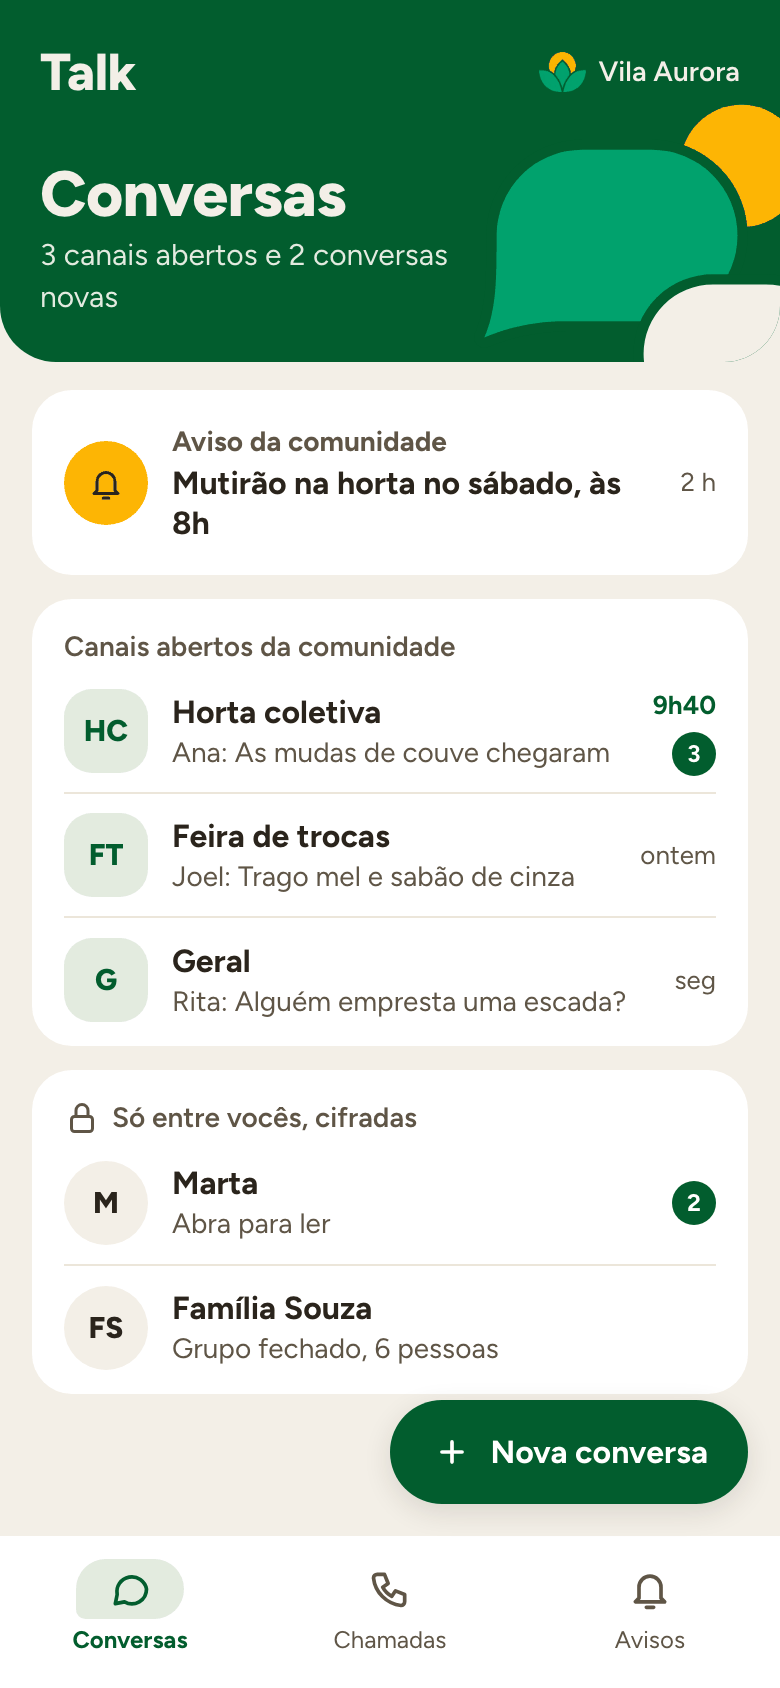 Talk
Vila Aurora
Conversas
3 canais abertos e 2 conversas
novas
Aviso da comunidade
Mutirão na horta no sábado, às
8h
2 h
Canais abertos da comunidade
HC
Horta coletiva
9h40
Ana: As mudas de couve chegaram
3
FT
Feira de trocas
Joel: Trago mel e sabão de cinza
ontem
G
Geral
Rita: Alguém empresta uma escada?
seg
Só entre vocês, cifradas
M
Marta
Abra para ler
2
FS
Família Souza
Grupo fechado, 6 pessoas
Nova conversa
Conversas
Chamadas
Avisos